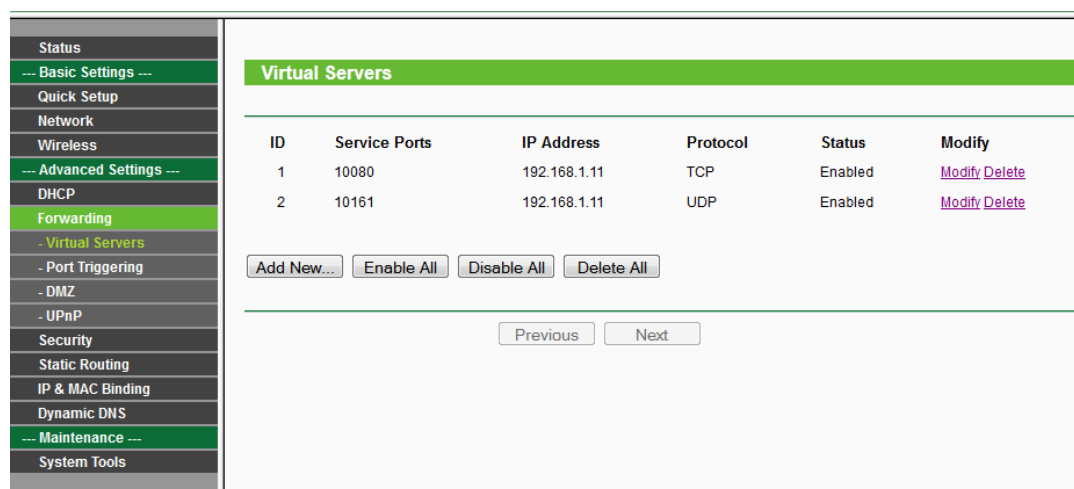 Status
--- Basic Settings ---
Quick Setup
Network
Wireless
--- Advanced Settings ---
DHCP
Forwarding
- Virtual Servers
- Port Triggering
- DMZ
- UPnP
Security
Static Routing
IP & MAC Binding
Dynamic DNS
--- Maintenance ---
System Tools
Virtual Servers
ID Service Ports IP Address Protocol Status Modify
1 10080 192.168.1.11 TCP Enabled Modify Delete
2 10161 192.168.1.11 UDP Enabled Modify Delete
Add New... Enable All Disable All Delete All
Previous Next